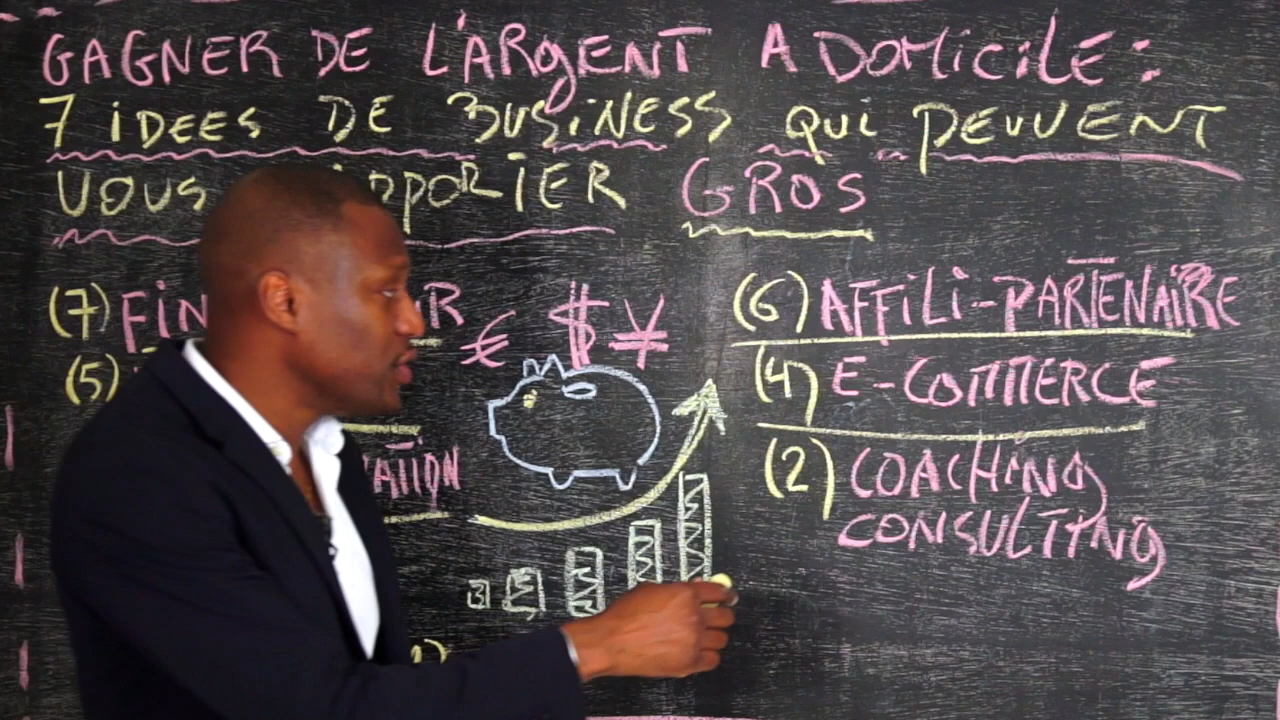 GAGNER DE L'ARGENT A DOMICILE :
7 IDEES DE BUSINESS QUI PEUVENT
VOUS GROS
(7)
€ $ ¥
(5)
(6) AFFILI-PARTENAIRE
(4) E-COMMERCE
(2) COACHING
CONSULTING